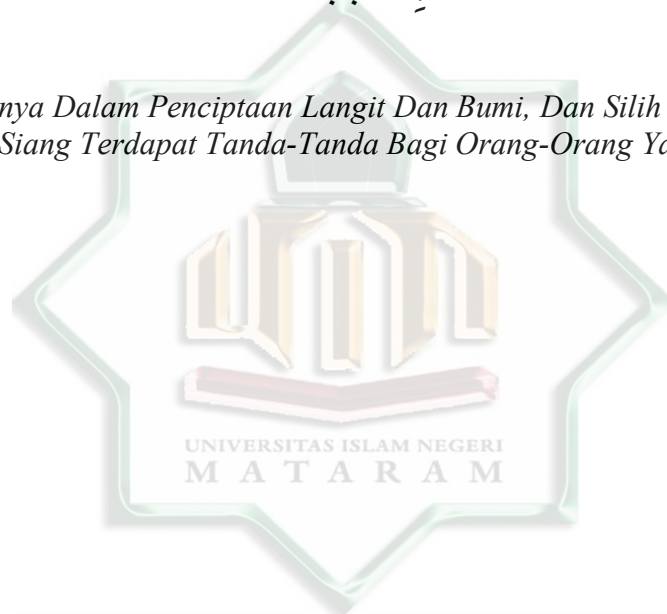 nya Dalam Penciptaan Langit Dan Bumi, Dan Silih
Siang Terdapat Tanda-Tanda Bagi Orang-Orang Ya
UNIVERSITAS ISLAM NEGERI
MATARAM